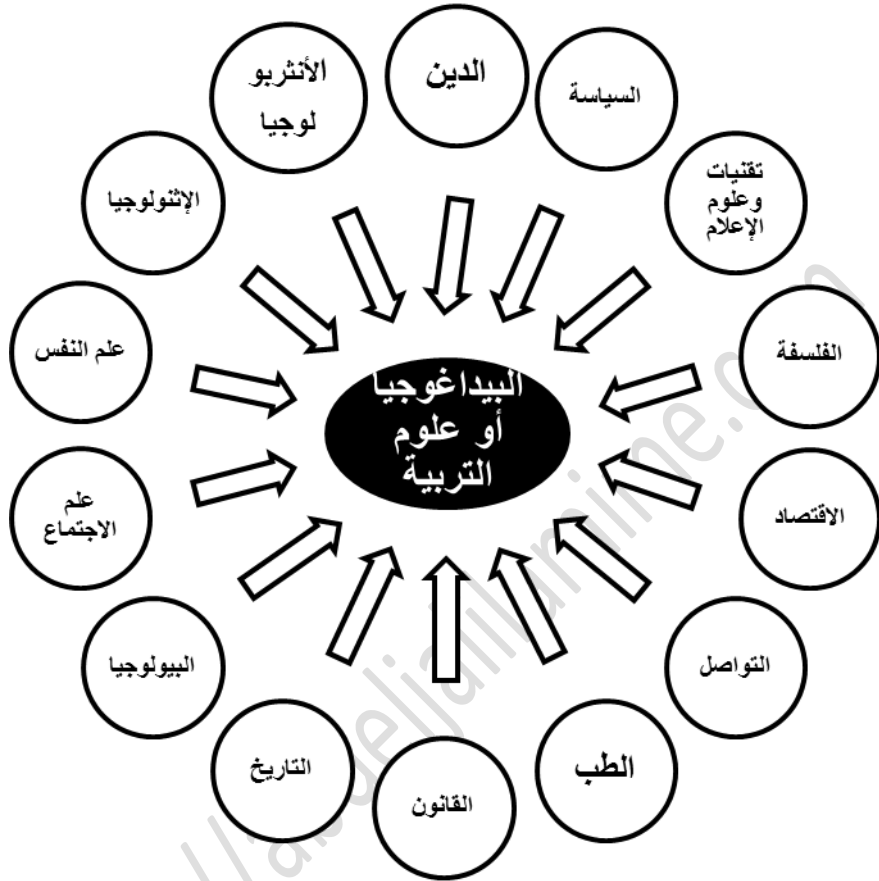 الدين
السياسة
تقنيات
وعلوم
الإعلام
الفلسفة
الاقتصاد
التواصل
الطب
القانون
التاريخ
البيولوجيا
علم
الاجتماع
علم النفس
الإثنولوجيا
الأنثربو
لوجيا
البيداغوجيا
أو علوم
التربية